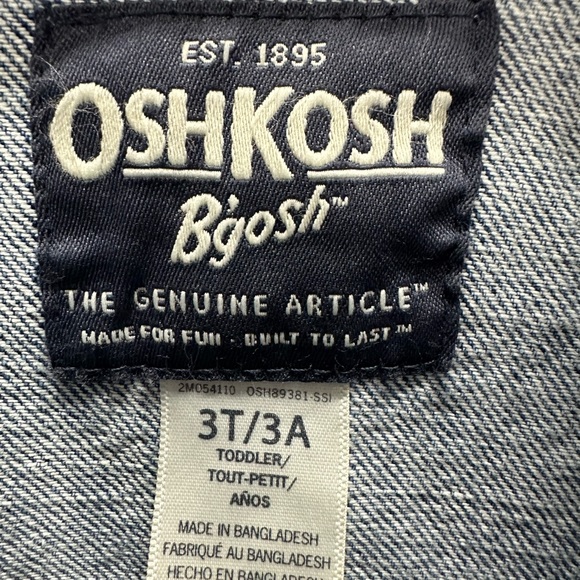 EST. 1895
OSHKOSH
B'gosh™
THE GENUINE ARTICLE™
MADE FOR FUN - BUILT TO LAST™
2M054110 OSH89381-SSI
3T/3A
TODDLER/
TOUT-PETIT/
AÑOS
MADE IN BANGLADESH
FABRIQUÉ AU BANGLADESH
HECHO EN BANGLADESH